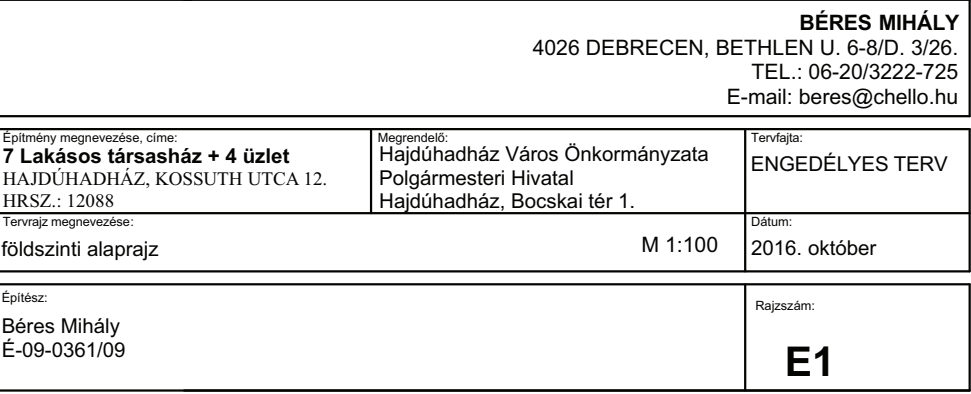 BÉRES MIHÁLY
4026 DEBRECEN, BETHLEN U. 6-8/D. 3/26.
TEL.: 06-20/3222-725
E-mail: beres@chello.hu
Építmény megnevezése, címe:
7 Lakásos társasház + 4 üzlet
HAJDÚHADHÁZ, KOSSUTH UTCA 12.
HRSZ.: 12088
Megrendelő:
Hajdúhadház Város Önkormányzata
Polgármesteri Hivatal
Hajdúhadház, Bocskai tér 1.
Tervfajta:
ENGEDÉLYES TERV
Tervrajz megnevezése:
földszinti alaprajz
M 1:100
Dátum:
2016. október
Építész:
Béres Mihály
É-09-0361/09
Rajzszám:
E1